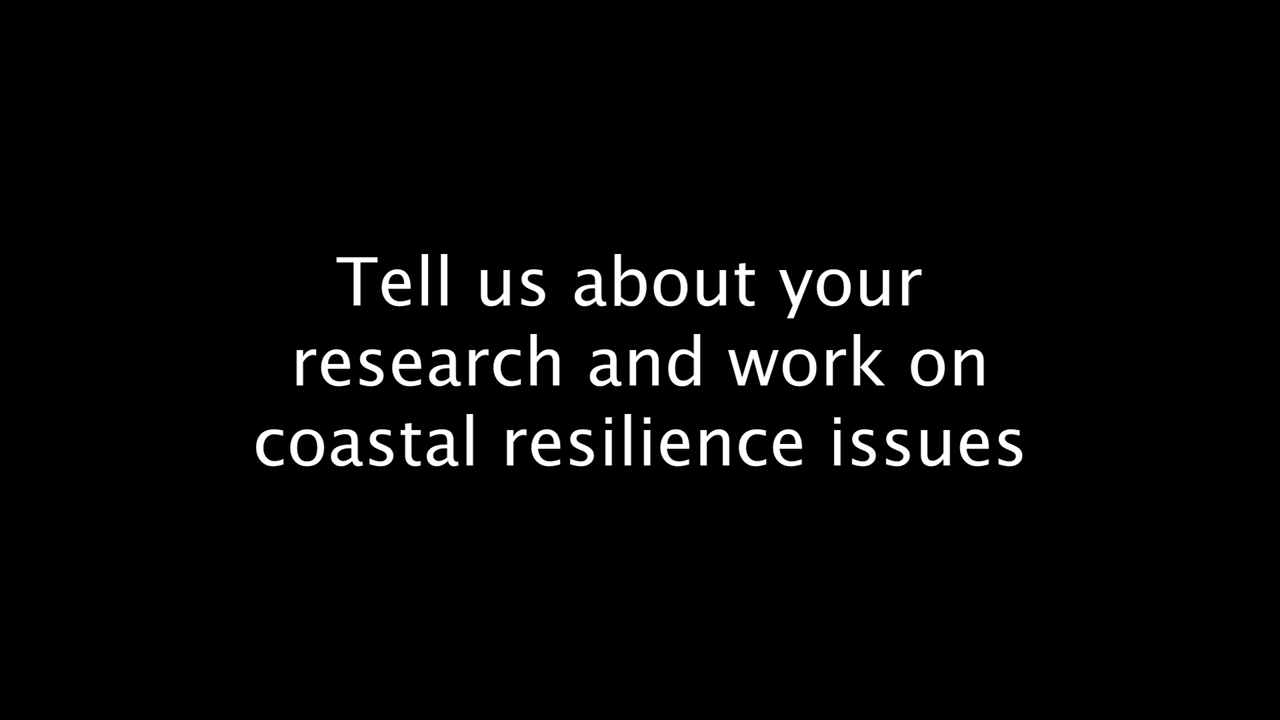 Tell us about your
research and work on
coastal resilience issues